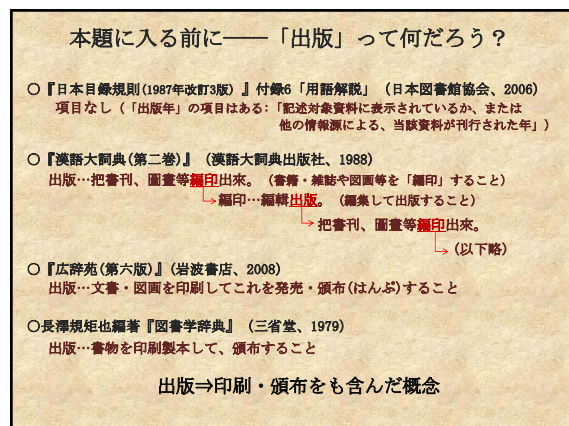 本題に入る前に――「出版」って何だろう？
○『日本目録規則(1987年改訂3版) 』付録6「用語解説」（日本図書館協会、2006)
項目なし（「出版年」の項目はある：「記述対象資料に表示されているか、または
他の情報源による、当該資料が刊行された年」）
○『漢語大詞典(第二巻)』（漢語大詞典出版社、1988）
出版…把書刊、圖畫等編印出來。（書籍・雑誌や図画等を「編印」すること）
編印…編輯出版。（編集して出版すること）
把書刊、圖畫等編印出來。
(以下略)
○『広辞苑(第六版)』(岩波書店、2008)
出版…文書・図画を印刷してこれを発売・頒布(はんぷ)すること
○長澤規矩也編著『図書学辞典』（三省堂、1979）
出版…書物を印刷製本して、頒布すること
出版⇒印刷・頒布をも含んだ概念